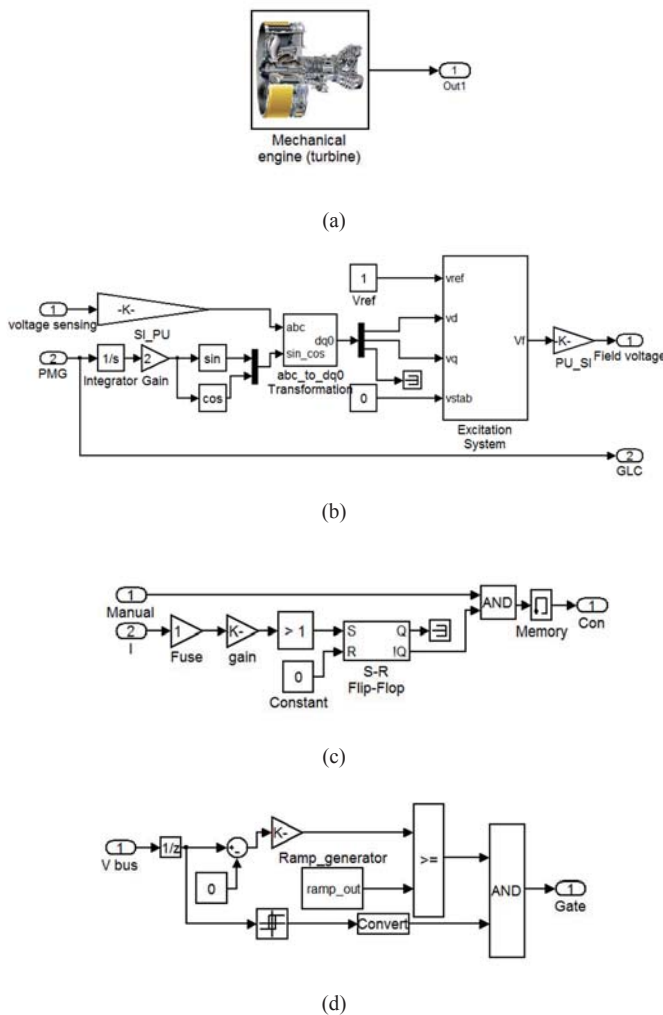 1
Out1
Mechanical
engine (turbine)
(a)
1
voltage sensing
-K-
SI_PU
2
PMG
1/s
Integrator
2
Gain
sin
cos
abc
sin_cos
dq0
abc_to_dq0
Transformation
1
Vref
0
vref
vd
vq
vstab
Vf
Excitation
System
-K-
PU_SI
1
Field voltage
2
GLC
(b)
1
Manual
2
I
1
Fuse
K-
gain
> 1
0
Constant
S
R
Q
!Q
S-R
Flip-Flop
AND
Memory
1
Con
(c)
1
V bus
1/z
0
K-
Ramp_generator
ramp_out
Convert
>=
AND
1
Gate
(d)